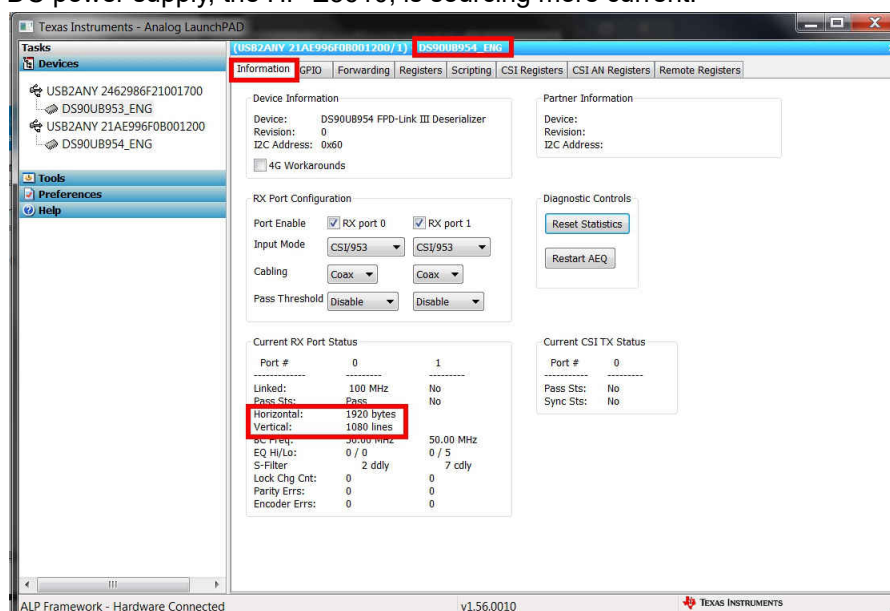 DC power supply, the HP E3610, is sourcing more current.
Texas Instruments - Analog LaunchPAD
Tasks
(USB2ANY 21AE996F0B001200/1) DS90UB954_ENG
Devices
Information GPIO Forwarding Registers Scripting CSI Registers CSI AN Registers Remote Registers
USB2ANY 2462986F21001700
DS90UB953_ENG
USB2ANY 21AE996F0B001200
DS90UB954_ENG
Tools
Preferences
Help
Device Information
Device: DS90UB954 FPD-Link III Deserializer
Revision: 0
I2C Address: 0x60
4G Workarounds
Partner Information
Device:
Revision:
I2C Address:
RX Port Configuration
Port Enable RX port 0 RX port 1
Input Mode CSI/953 CSI/953
Cabling Coax Coax
Pass Threshold Disable Disable
Diagnostic Controls
Reset Statistics
Restart AEQ
Current RX Port Status
Port # 0 1
------------- --------- ---------
Linked: 100 MHz No
Pass Sts: Pass No
Horizontal: 1920 bytes
Vertical: 1080 lines
BC Freq: 50.00 MHz 50.00 MHz
EQ Hi/Lo: 0 / 0 0 / 5
S-Filter 2 ddly 7 cdly
Lock Chg Cnt: 0 0
Parity Errs: 0 0
Encoder Errs: 0 0
Current CSI TX Status
Port # 0
----------- ---------
Pass Sts: No
Sync Sts: No
ALP Framework - Hardware Connected v1.56.0010 TEXAS INSTRUMENTS